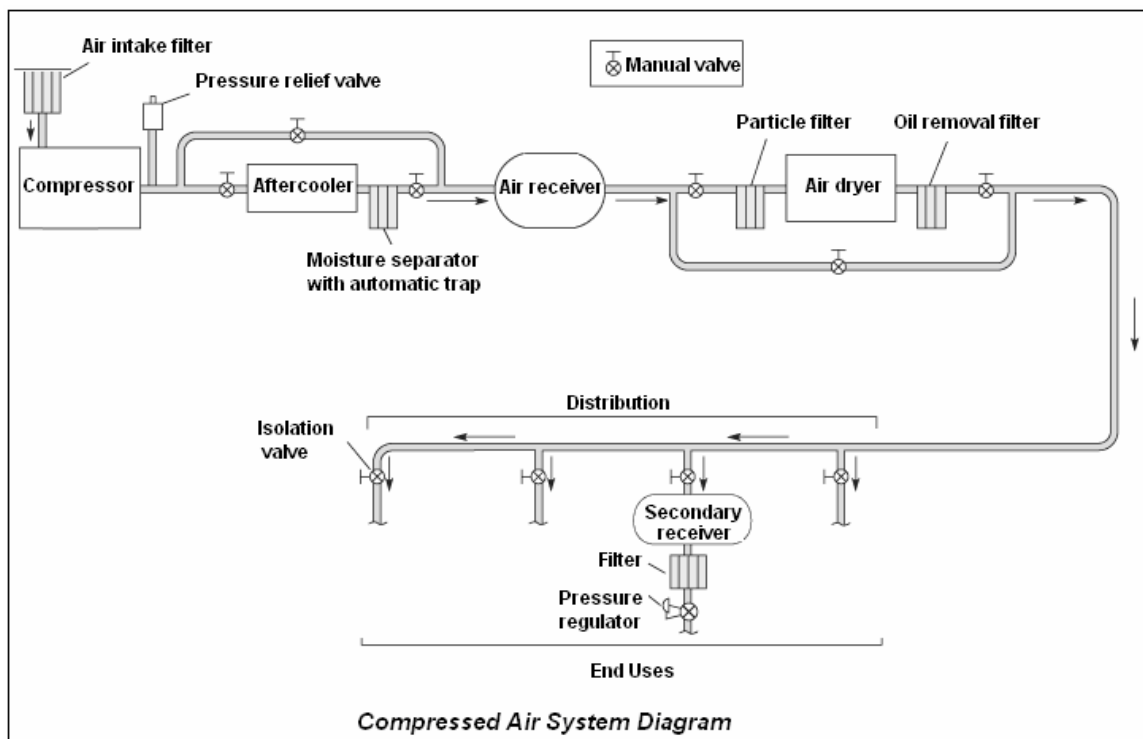 Air intake filter
Pressure relief valve
Manual valve
Particle filter
Oil removal filter
Compressor
Aftercooler
Air receiver
Air dryer
Moisture separator
with automatic trap
Distribution
Isolation
valve
Secondary
receiver
Filter
Pressure
regulator
End Uses
Compressed Air System Diagram